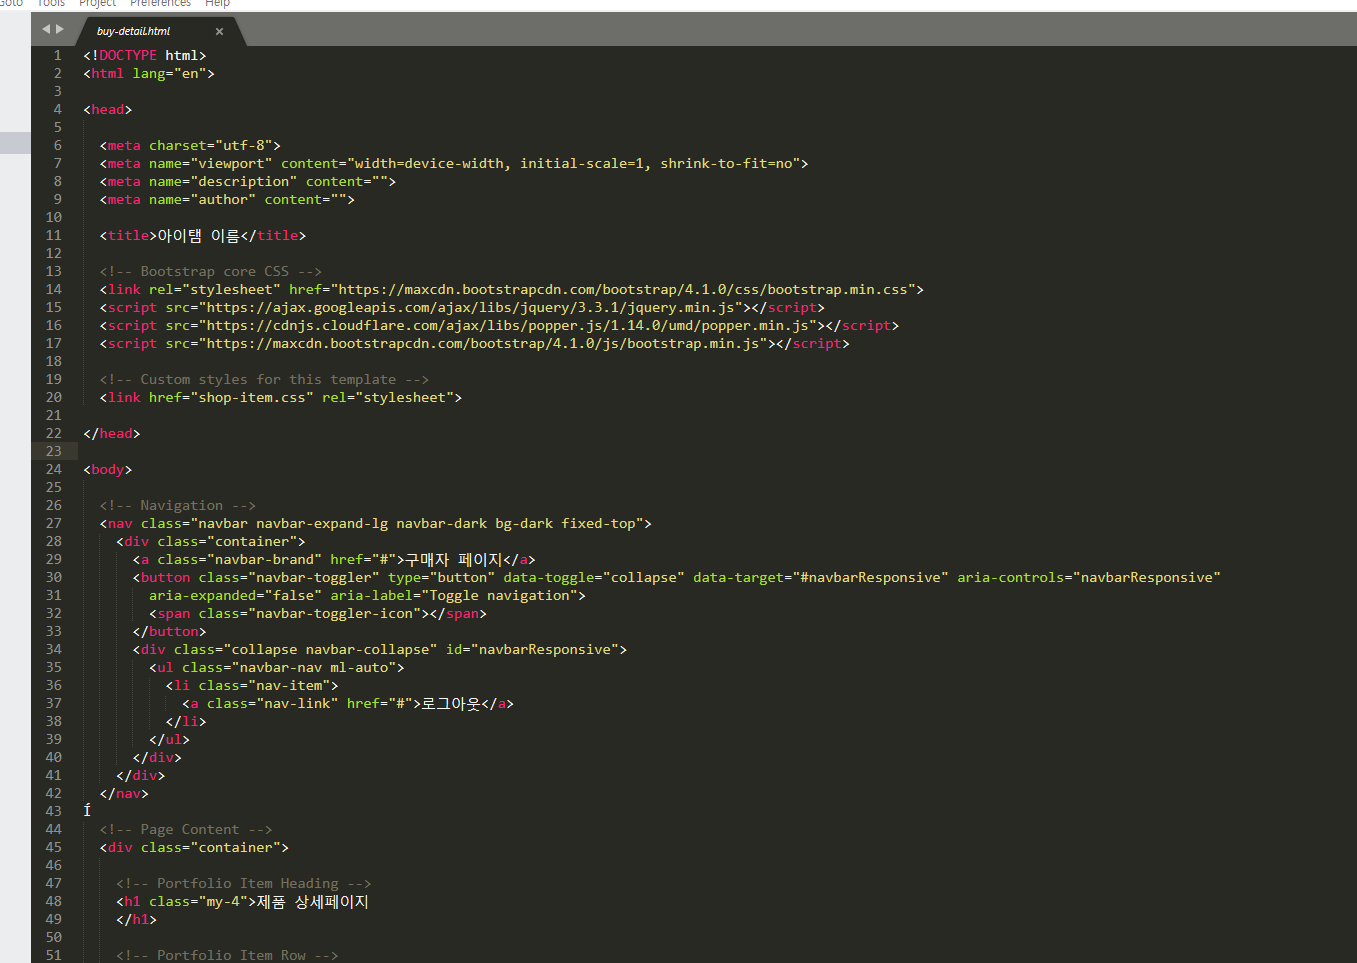 Goto Tools Project Preferences Help
buy-detail.html ×
1 <!DOCTYPE html>
2 <html lang="en">
3
4 <head>
5
6 <meta charset="utf-8">
7 <meta name="viewport" content="width=device-width, initial-scale=1, shrink-to-fit=no">
8 <meta name="description" content="">
9 <meta name="author" content="">
10
11 <title>아이탬 이름</title>
12
13 <!-- Bootstrap core CSS -->
14 <link rel="stylesheet" href="https://maxcdn.bootstrapcdn.com/bootstrap/4.1.0/css/bootstrap.min.css">
15 <script src="https://ajax.googleapis.com/ajax/libs/jquery/3.3.1/jquery.min.js"></script>
16 <script src="https://cdnjs.cloudflare.com/ajax/libs/popper.js/1.14.0/umd/popper.min.js"></script>
17 <script src="https://maxcdn.bootstrapcdn.com/bootstrap/4.1.0/js/bootstrap.min.js"></script>
18
19 <!-- Custom styles for this template -->
20 <link href="shop-item.css" rel="stylesheet">
21
22 </head>
23
24 <body>
25
26 <!-- Navigation -->
27 <nav class="navbar navbar-expand-lg navbar-dark bg-dark fixed-top">
28 <div class="container">
29 <a class="navbar-brand" href="#">구매자 페이지</a>
30 <button class="navbar-toggler" type="button" data-toggle="collapse" data-target="#navbarResponsive" aria-controls="navbarResponsive"
31 aria-expanded="false" aria-label="Toggle navigation">
32 <span class="navbar-toggler-icon"></span>
33 </button>
34 <div class="collapse navbar-collapse" id="navbarResponsive">
35 <ul class="navbar-nav ml-auto">
36 <li class="nav-item">
37 <a class="nav-link" href="#">로그아웃</a>
38 </li>
39 </ul>
40 </div>
41 </div>
42 </nav>
43 Í
44 <!-- Page Content -->
45 <div class="container">
46
47 <!-- Portfolio Item Heading -->
48 <h1 class="my-4">제품 상세페이지
49 </h1>
50
51 <!-- Portfolio Item Row -->